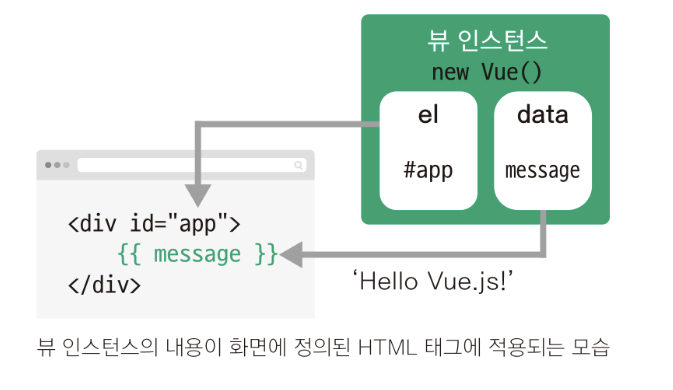 뷰 인스턴스
new Vue()
el
data
#app
message
<div id="app">
{{ message }}
</div>
‘Hello Vue.js!’
뷰 인스턴스의 내용이 화면에 정의된 HTML 태그에 적용되는 모습